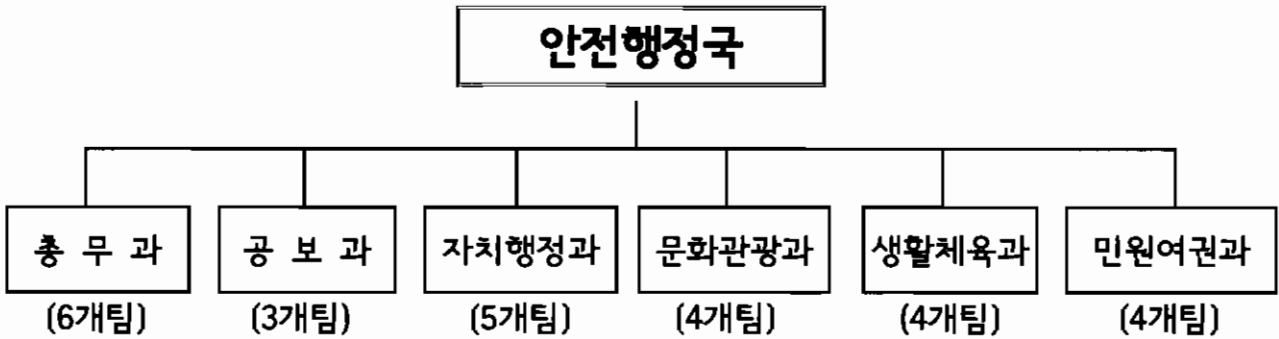 안전행정국
총 무 과 공 보 과 자치행정과 문화관광과 생활체육과 민원여권과
(6개팀) (3개팀) (5개팀) (4개팀) (4개팀) (4개팀)